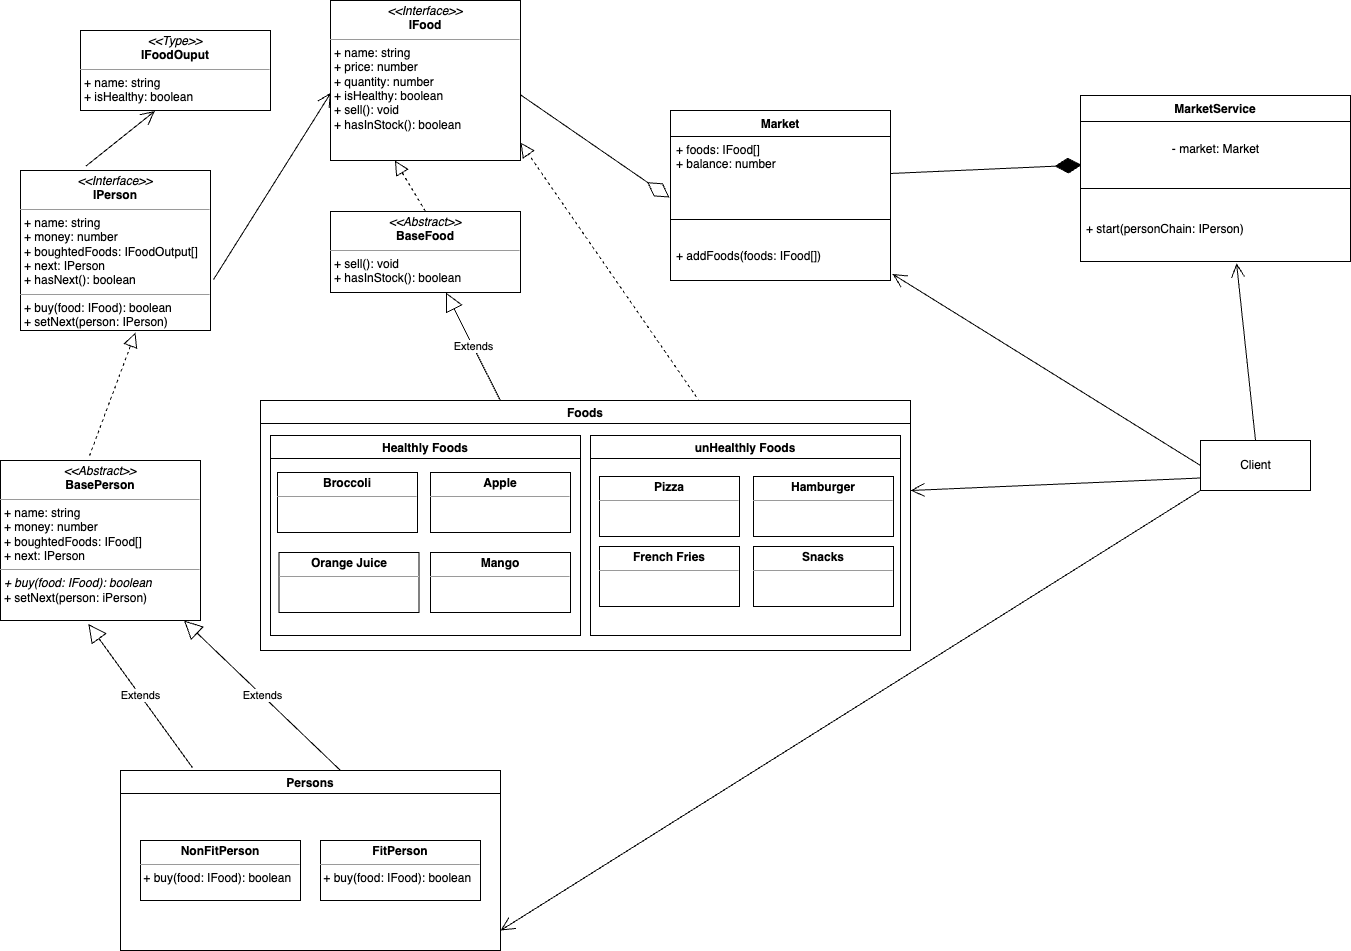 <<Type>>
IFoodOuput
+ name: string
+ isHealthy: boolean
<<Interface>>
IFood
+ name: string
+ price: number
+ quantity: number
+ isHealthy: boolean
+ sell(): void
+ hasInStock(): boolean
<<Interface>>
IPerson
+ name: string
+ money: number
+ boughtedFoods: IFoodOutput[]
+ next: IPerson
+ hasNext(): boolean
+ buy(food: IFood): boolean
+ setNext(person: IPerson)
<<Abstract>>
BaseFood
+ sell(): void
+ hasInStock(): boolean
Market
+ foods: IFood[]
+ balance: number
+ addFoods(foods: IFood[])
MarketService
- market: Market
+ start(personChain: IPerson)
Extends
Client
Foods
Healthly Foods
Broccoli
Apple
Orange Juice
Mango
unHealthly Foods
Pizza
Hamburger
French Fries
Snacks
<<Abstract>>
BasePerson
+ name: string
+ money: number
+ boughtedFoods: IFood[]
+ next: IPerson
+ buy(food: IFood): boolean
+ setNext(person: iPerson)
Extends
Extends
Persons
NonFitPerson
+ buy(food: IFood): boolean
FitPerson
+ buy(food: IFood): boolean